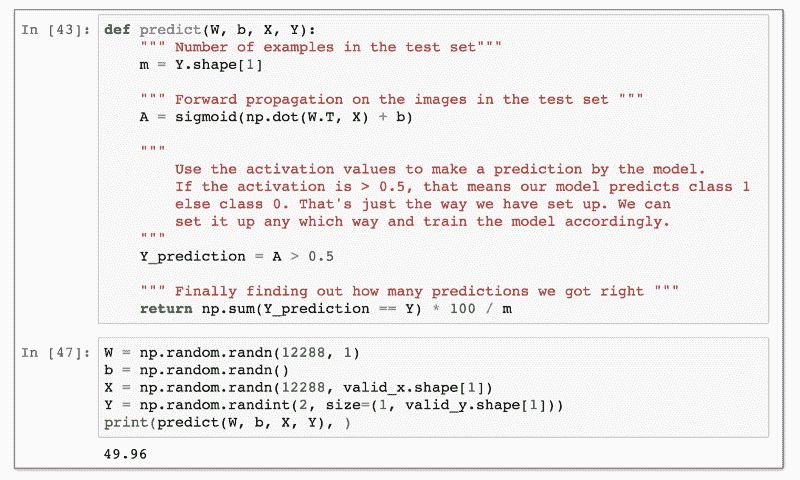 In [43]: def predict(W, b, X, Y):
    """ Number of examples in the test set"""
    m = Y.shape[1]

    """ Forward propagation on the images in the test set """
    A = sigmoid(np.dot(W.T, X) + b)

    """
        Use the activation values to make a prediction by the model.
        If the activation is > 0.5, that means our model predicts class 1
        else class 0. That's just the way we have set up. We can
        set it up any which way and train the model accordingly.
    """
    Y_prediction = A > 0.5

    """ Finally finding out how many predictions we got right """
    return np.sum(Y_prediction == Y) * 100 / m

In [47]: W = np.random.randn(12288, 1)
b = np.random.randn()
X = np.random.randn(12288, valid_x.shape[1])
Y = np.random.randint(2, size=(1, valid_y.shape[1]))
print(predict(W, b, X, Y), )

49.96